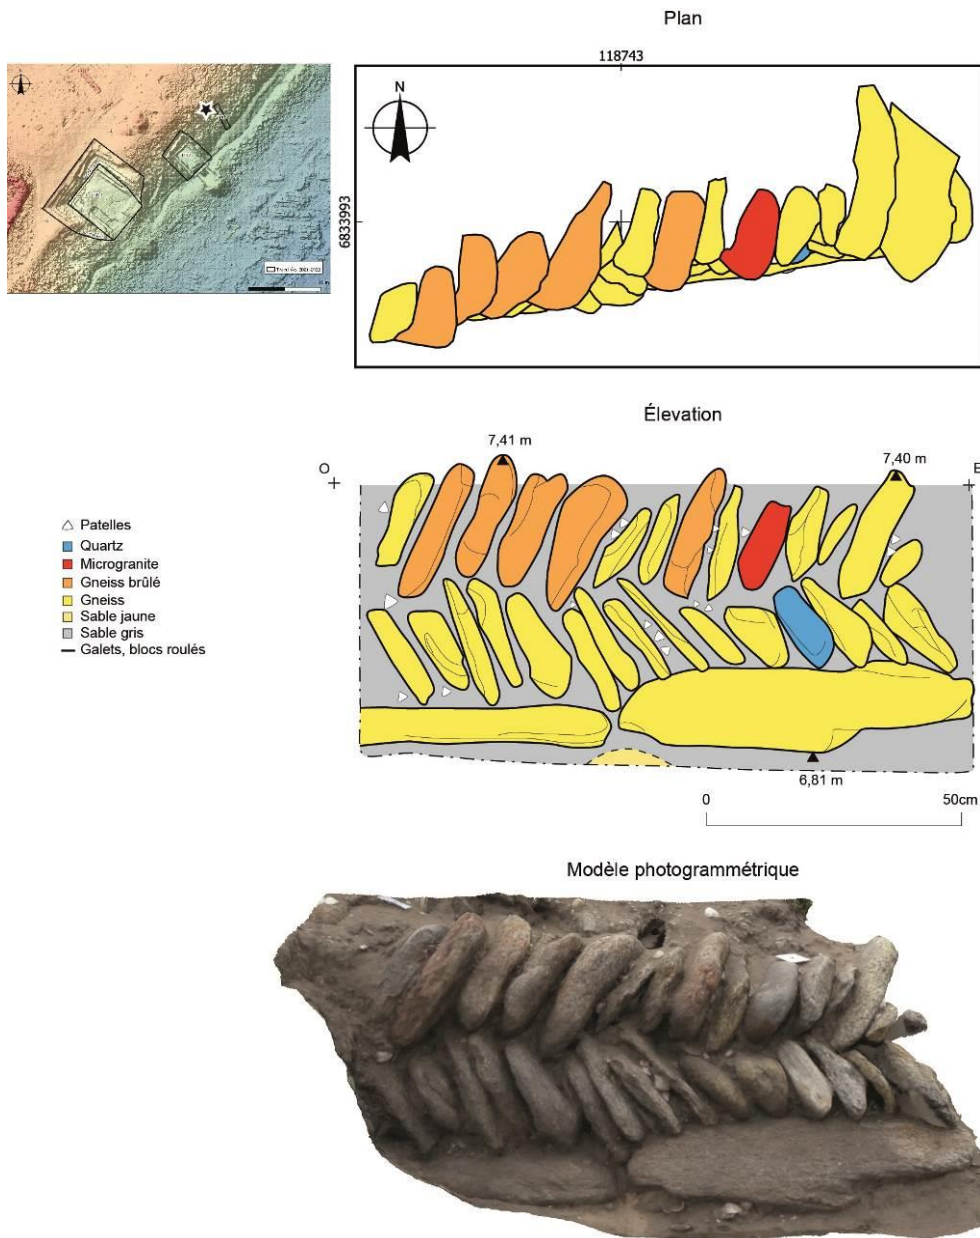 Plan
118743
N
6833993
Élevation
7,41 m
7,40 m
O
E
Patelles
Quartz
Microgranite
Gneiss brûlé
Gneiss
Sable jaune
Sable gris
Galets, blocs roulés
6,81 m
0
50cm
Modèle photogrammétrique